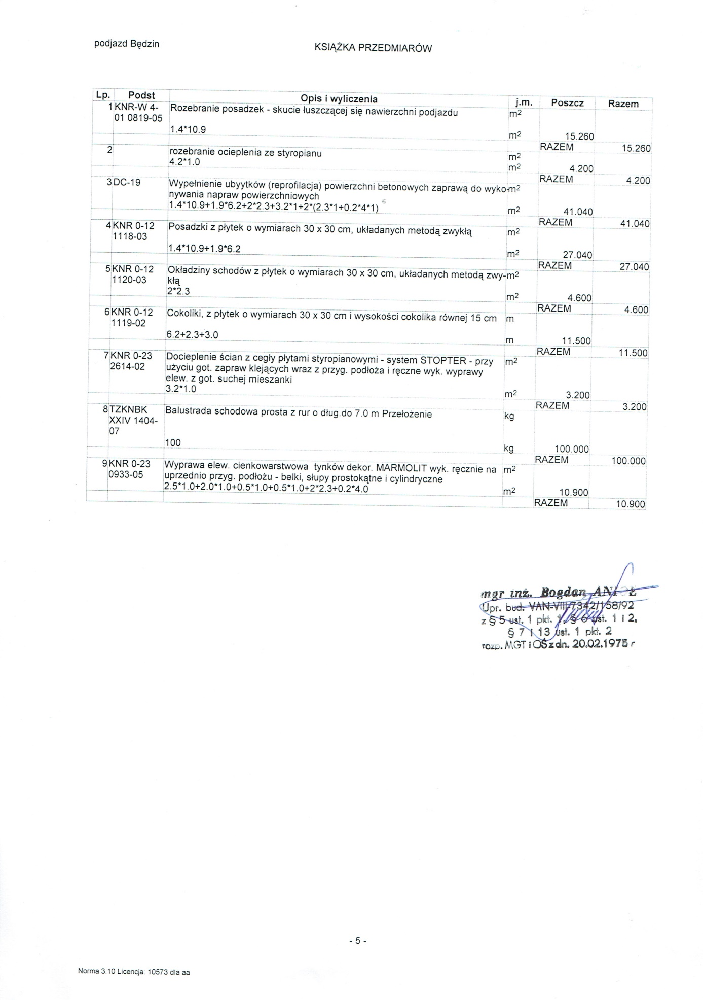 podjazd Będzin
KSIĄŻKA PRZEDMIARÓW
Lp. Podst Opis i wyliczenia j.m. Poszcz Razem
1 KNR-W 4- Rozebranie posadzek - skucie łuszczącej się nawierzchni podjazdu m2
01 0819-05
1.4*10.9 m2 15.260
RAZEM 15.260
2 rozebranie ocieplenia ze styropianu m2
4.2*1.0 m2 4.200
RAZEM 4.200
3 DC-19 Wypełnienie ubyytków (reprofilacja) powierzchni betonowych zaprawą do wyko- m2
nywania napraw powierzchniowych
1.4*10.9+1.9*6.2+2*2.3+3.2*1+2*(2.3*1+0.2*4*1) m2 41.040
RAZEM 41.040
4 KNR 0-12 Posadzki z płytek o wymiarach 30 x 30 cm, układanych metodą zwykłą m2
1118-03
1.4*10.9+1.9*6.2 m2 27.040
RAZEM 27.040
5 KNR 0-12 Okładziny schodów z płytek o wymiarach 30 x 30 cm, układanych metodą zwy- m2
1120-03 kłą
2*2.3 m2 4.600
RAZEM 4.600
6 KNR 0-12 Cokoliki, z płytek o wymiarach 30 x 30 cm i wysokości cokolika równej 15 cm m
1119-02
6.2+2.3+3.0 m 11.500
RAZEM 11.500
7 KNR 0-23 Docieplenie ścian z cegły płytami styropianowymi - system STOPTER - przy m2
2614-02 użyciu got. zapraw klejących wraz z przyg. podłoża i ręczne wyk. wyprawy
elew. z got. suchej mieszanki
3.2*1.0 m2 3.200
RAZEM 3.200
8 TZKNBK Balustrada schodowa prosta z rur o dług.do 7.0 m Przełożenie kg
XXIV 1404-
07
100 kg 100.000
RAZEM 100.000
9 KNR 0-23 Wyprawa elew. cienkowarstwowa tynków dekor. MARMOLIT wyk. ręcznie na m2
0933-05 uprzednio przyg. podłożu - belki, słupy prostokątne i cylindryczne
2.5*1.0+2.0*1.0+0.5*1.0+0.5*1.0+2*2.3+0.2*4.0 m2 10.900
RAZEM 10.900
mgr inż. Bogdan ANIOŁ
Upr. bud. VAN-VIII-7342/158/92
z § 5 ust. 1 pkt. 1, § 6 ust. 1 i 2,
§ 7 i 13 ust. 1 pkt. 2
rozp. MGT i OŚ z dn. 20.02.1975 r
- 5 -
Norma 3.10 Licencja: 10573 dla aa